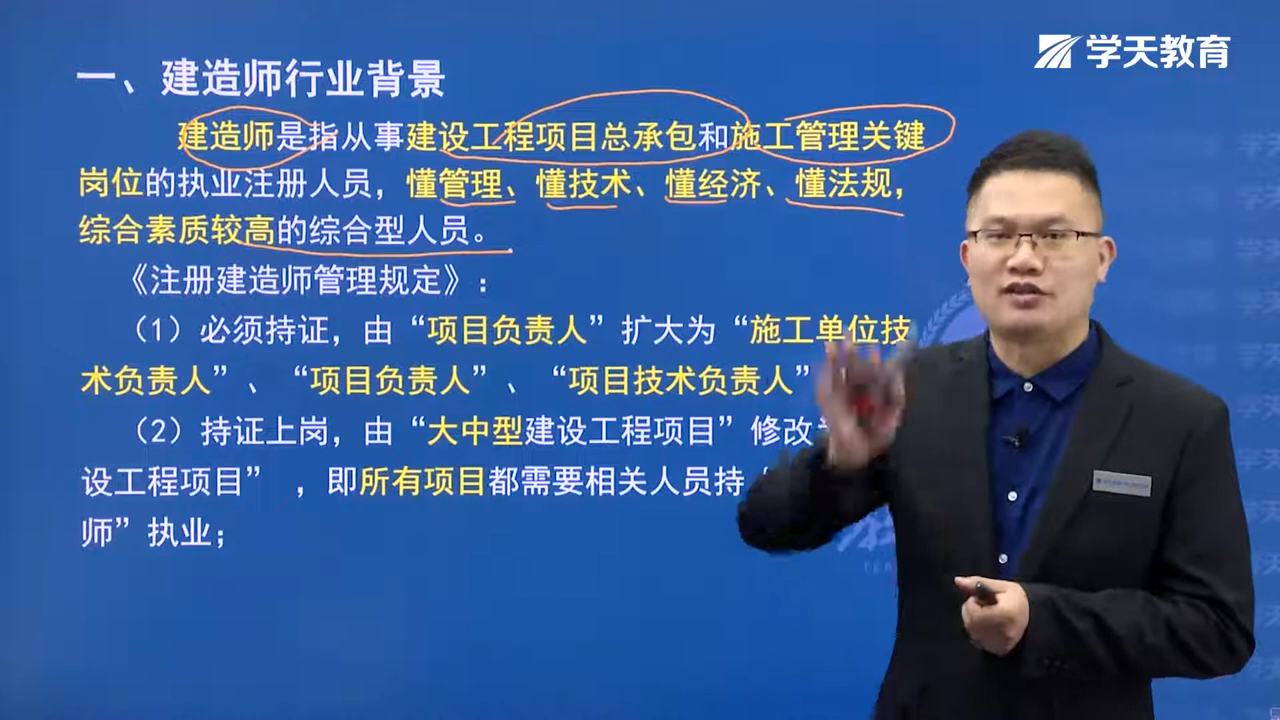 学天教育
一、建造师行业背景
建造师是指从事建设工程项目总承包和施工管理关键
岗位的执业注册人员，懂管理、懂技术、懂经济、懂法规，
综合素质较高的综合型人员。
《注册建造师管理规定》：
（1）必须持证，由“项目负责人”扩大为“施工单位技
术负责人”、“项目负责人”、“项目技术负责人”
（2）持证上岗，由“大中型建设工程项目”修改
设工程项目”，即所有项目都需要相关人员持
师”执业；